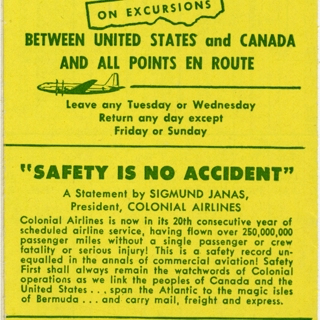 ON EXCURSIONS
BETWEEN UNITED STATES and CANADA
AND ALL POINTS EN ROUTE
Leave any Tuesday or Wednesday
Return any day except
Friday or Sunday
"SAFETY IS NO ACCIDENT"
A Statement by SIGMUND JANAS,
President, COLONIAL AIRLINES
Colonial Airlines is now in its 20th consecutive year of
scheduled airline service, having flown over 250,000,000
passenger miles without a single passenger or crew
fatality or serious injury! This is a safety record un-
equalled in the annals of commercial aviation! Safety
First shall always remain the watchwords of Colonial
operations as we link the peoples of Canada and the
United States . . . span the Atlantic to the magic isles
of Bermuda . . . and carry mail, freight and express.